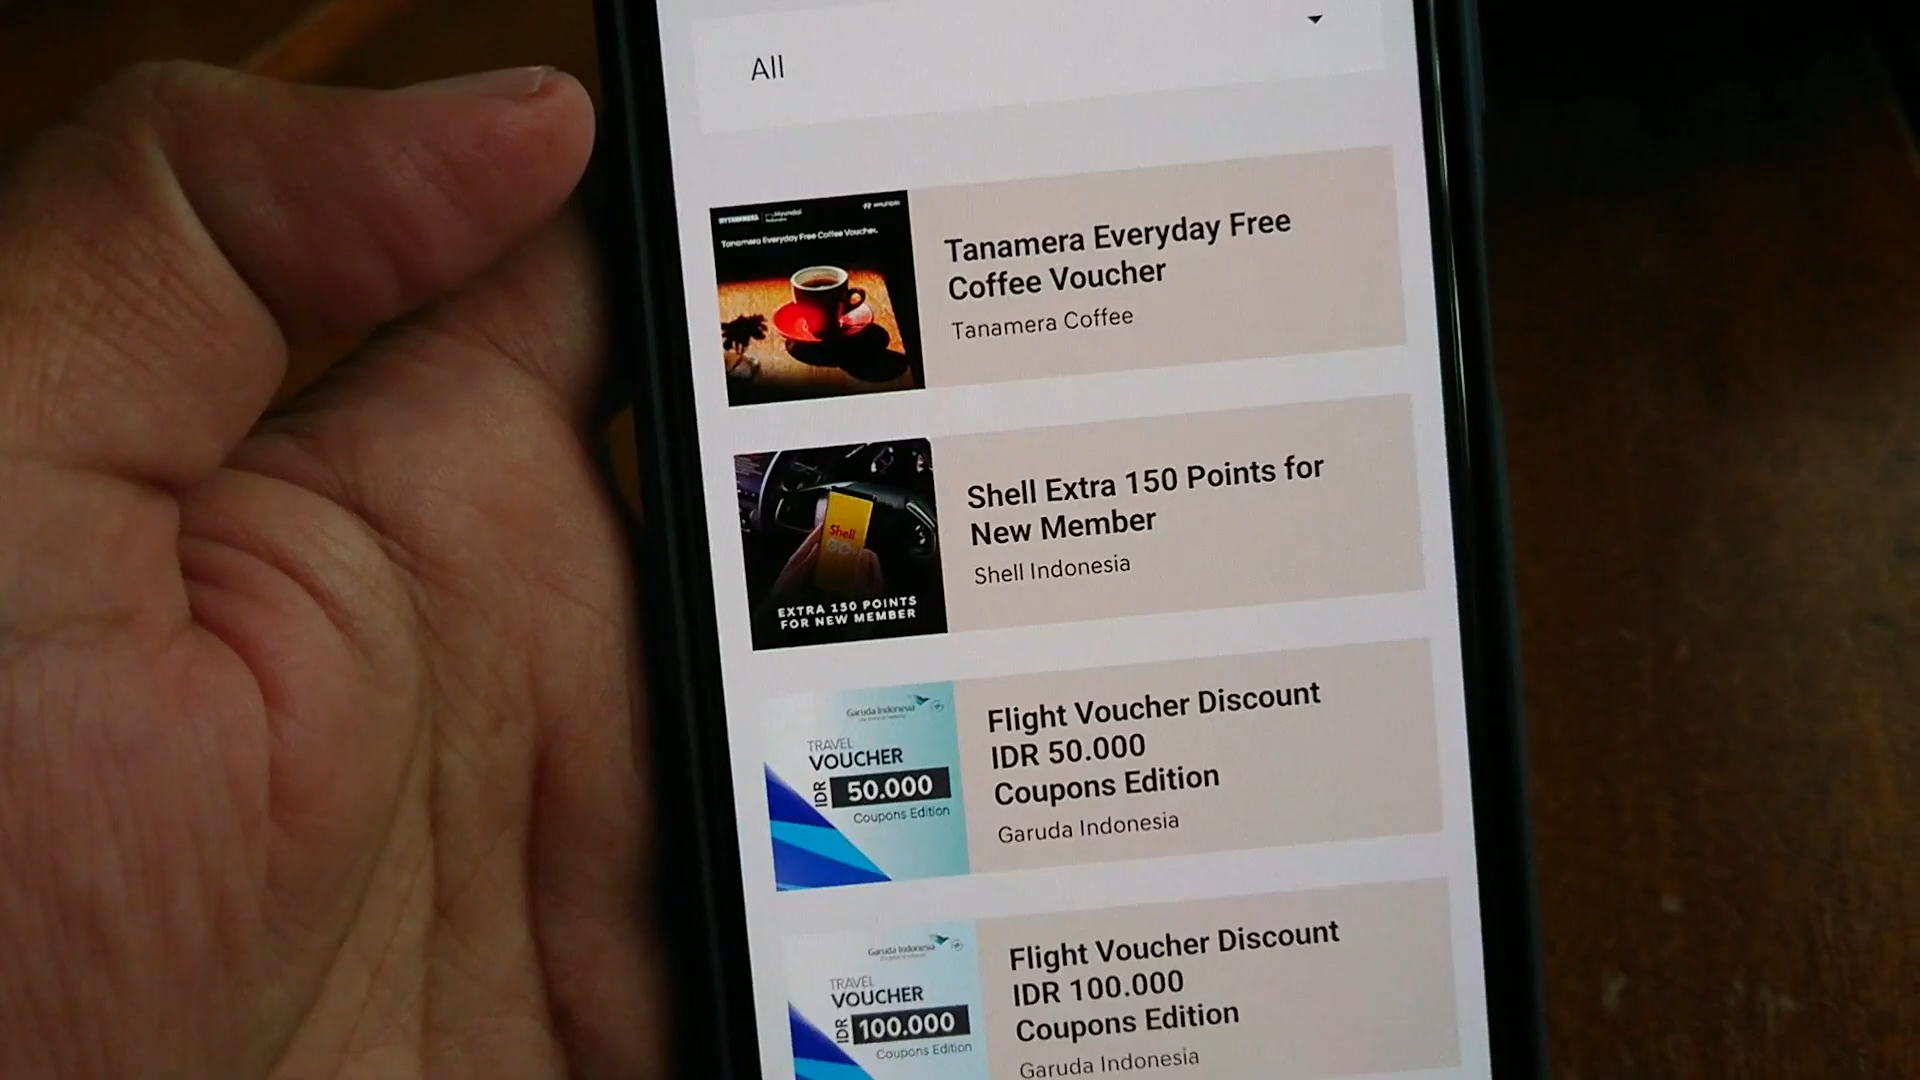 All
Tanamera Everyday Free Coffee Voucher.
Tanamera Everyday Free
Coffee Voucher
Tanamera Coffee
Shell
EXTRA 150 POINTS
FOR NEW MEMBER
Shell Extra 150 Points for
New Member
Shell Indonesia
Garuda Indonesia
TRAVEL
VOUCHER
IDR 50.000
Coupons Edition
Flight Voucher Discount
IDR 50.000
Coupons Edition
Garuda Indonesia
Garuda Indonesia
TRAVEL
VOUCHER
IDR 100.000
Coupons Edition
Flight Voucher Discount
IDR 100.000
Coupons Edition
Garuda Indonesia